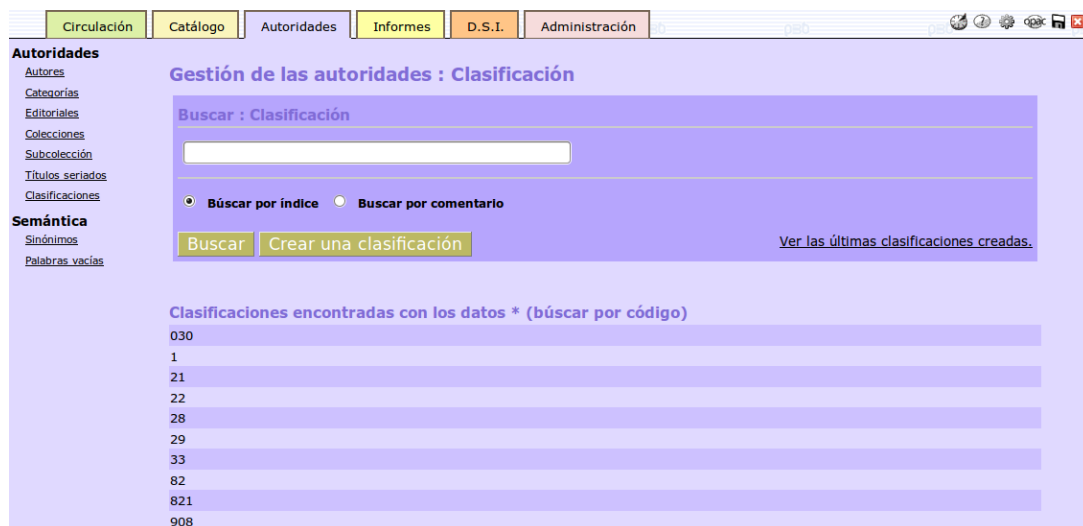 Circulación Catálogo Autoridades Informes D.S.I. Administración opac
Autoridades
Autores
Categorías
Editoriales
Colecciones
Subcolección
Títulos seriados
Clasificaciones
Semántica
Sinónimos
Palabras vacías
Gestión de las autoridades : Clasificación
Buscar : Clasificación
Búscar por índice Buscar por comentario
Buscar Crear una clasificación Ver las últimas clasificaciones creadas.
Clasificaciones encontradas con los datos * (búscar por código)
030
1
21
22
28
29
33
82
821
908